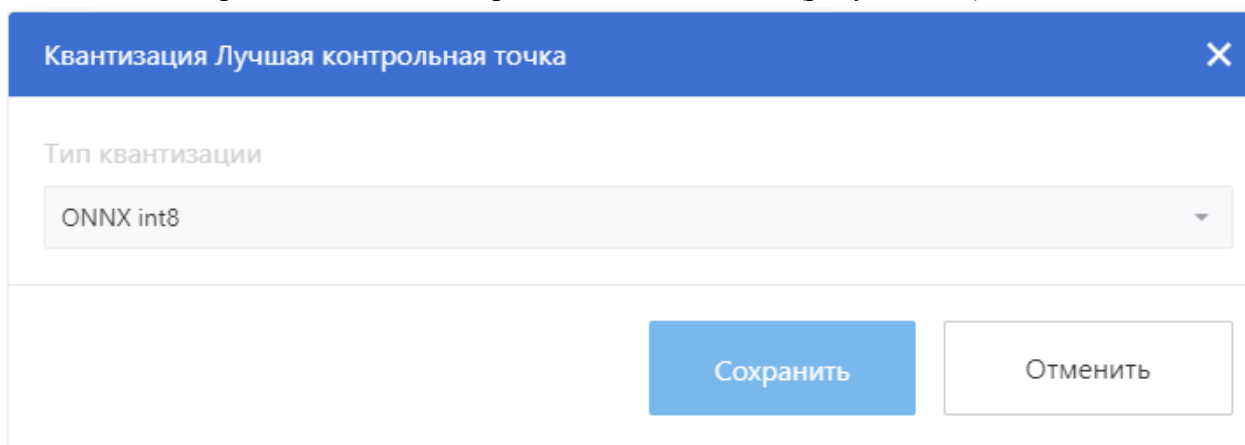 Квантизация Лучшая контрольная точка
Тип квантизации
ONNX int8
Сохранить
Отменить